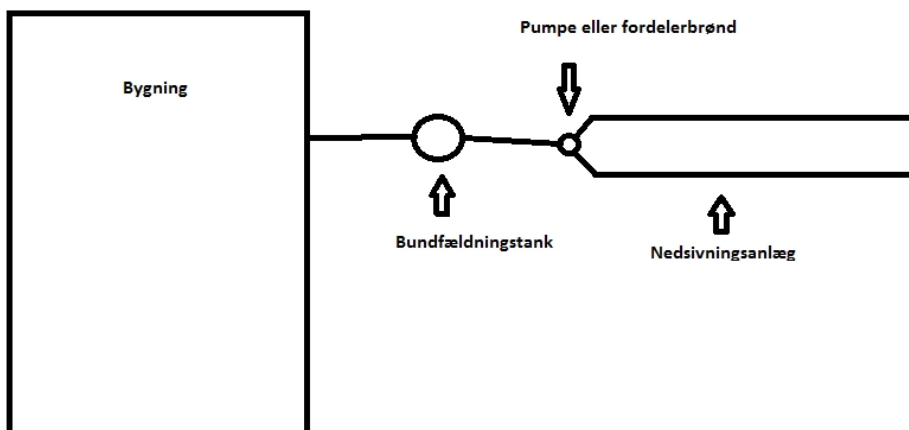 Pumpe eller fordelerbrønd
Bygning
Bundfældningstank
Nedsivningsanlæg